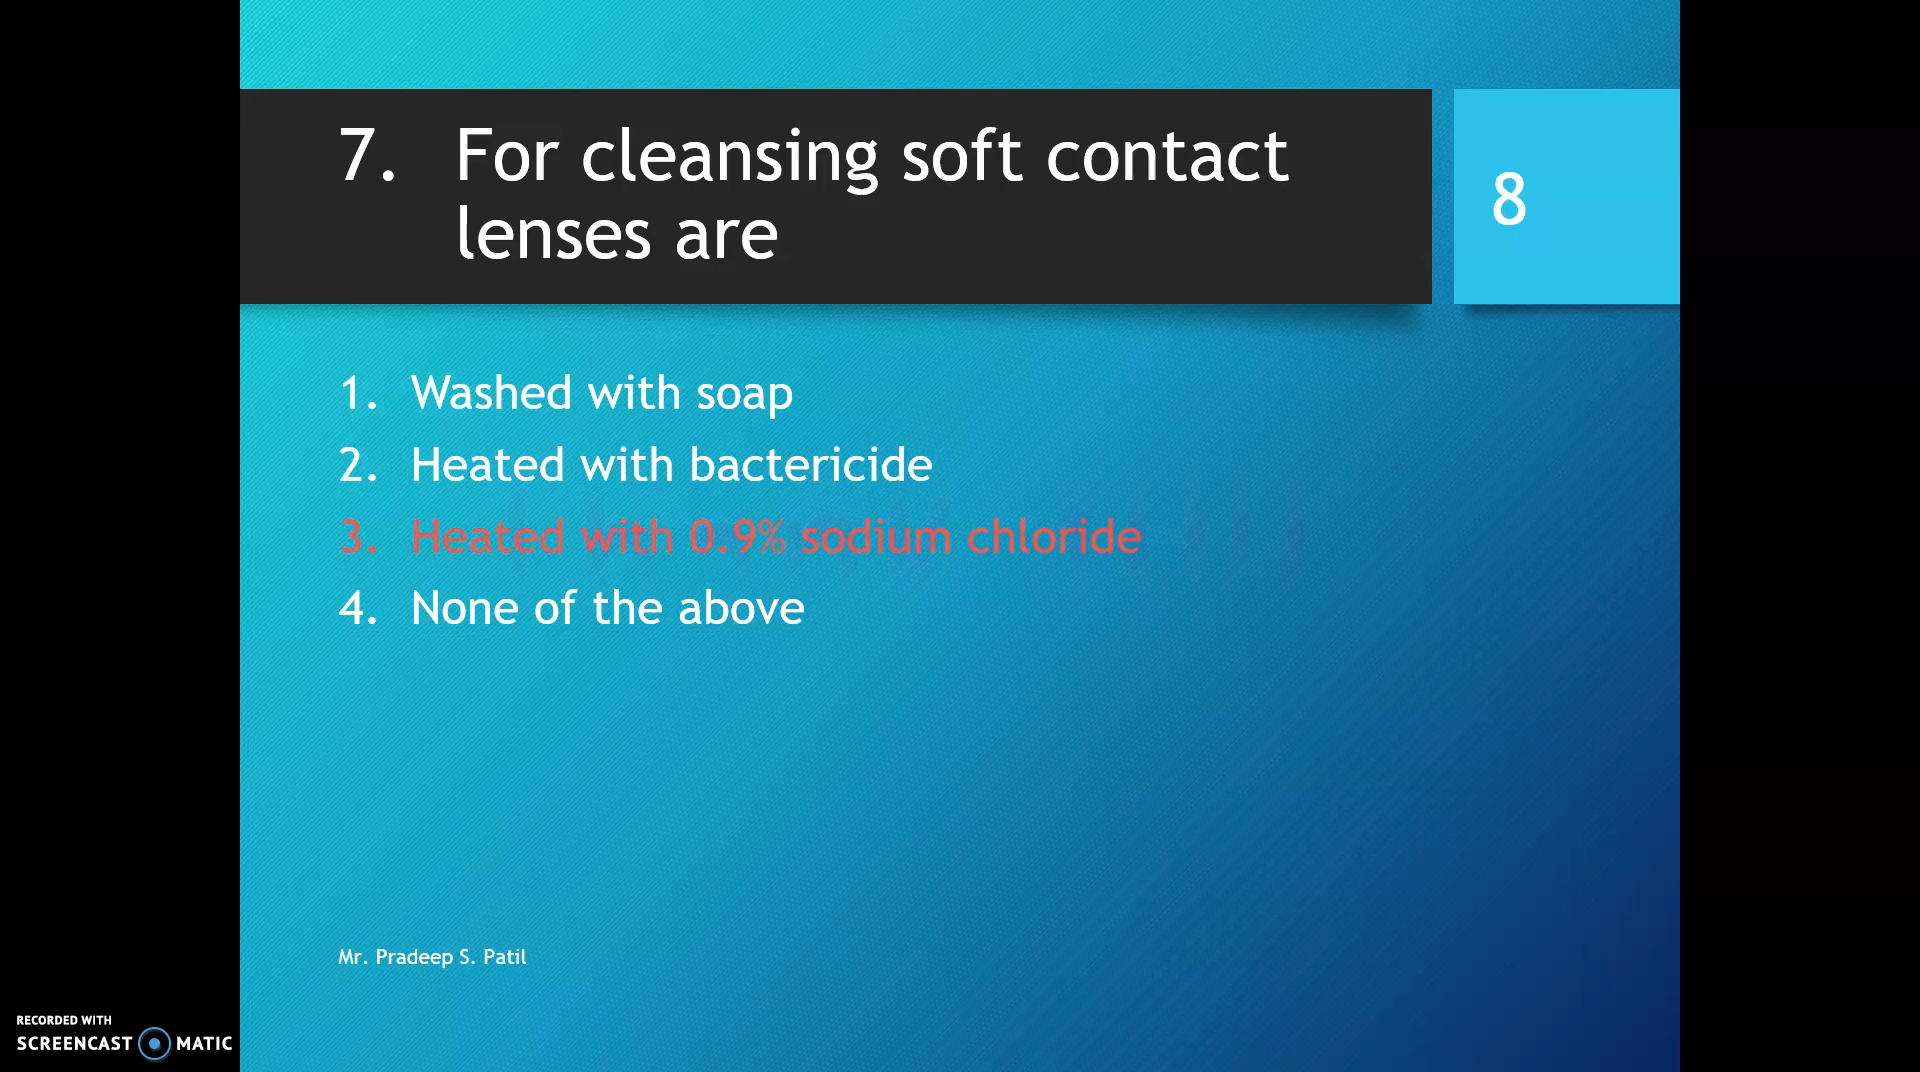 7. For cleansing soft contact
lenses are
8
1. Washed with soap
2. Heated with bactericide
3. Heated with 0.9% sodium chloride
4. None of the above
Mr. Pradeep S. Patil
RECORDED WITH
SCREENCAST MATIC